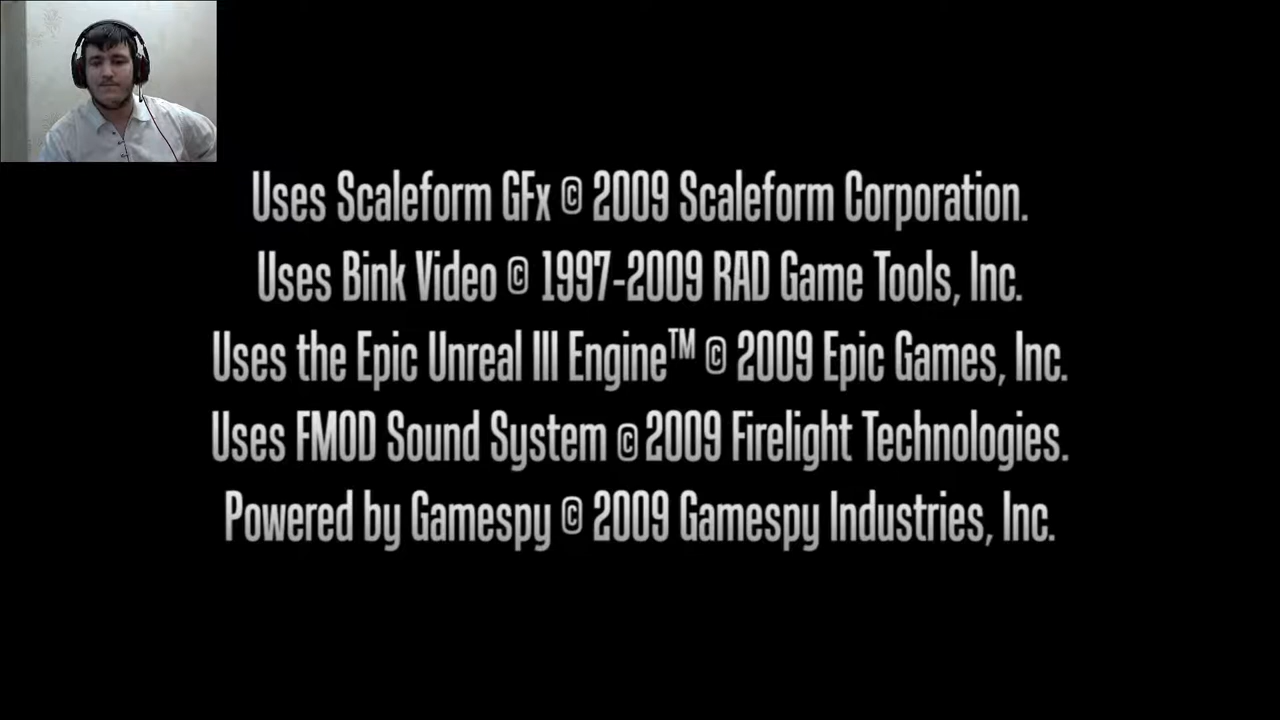 Uses Scaleform GFx © 2009 Scaleform Corporation.
Uses Bink Video © 1997-2009 RAD Game Tools, Inc.
Uses the Epic Unreal III Engine™ © 2009 Epic Games, Inc.
Uses FMOD Sound System © 2009 Firelight Technologies.
Powered by Gamespy © 2009 Gamespy Industries, Inc.